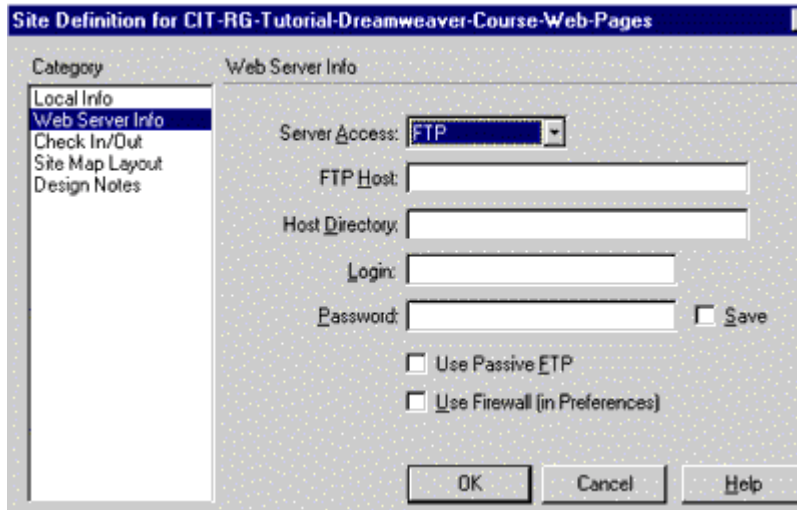 Site Definition for CIT-RG-Tutorial-Dreamweaver-Course-Web-Pages
Category
Local Info
Web Server Info
Check In/Out
Site Map Layout
Design Notes
Web Server Info
Server Access: FTP
FTP Host:
Host Directory:
Login:
Password: Save
Use Passive FTP
Use Firewall (in Preferences)
OK Cancel Help